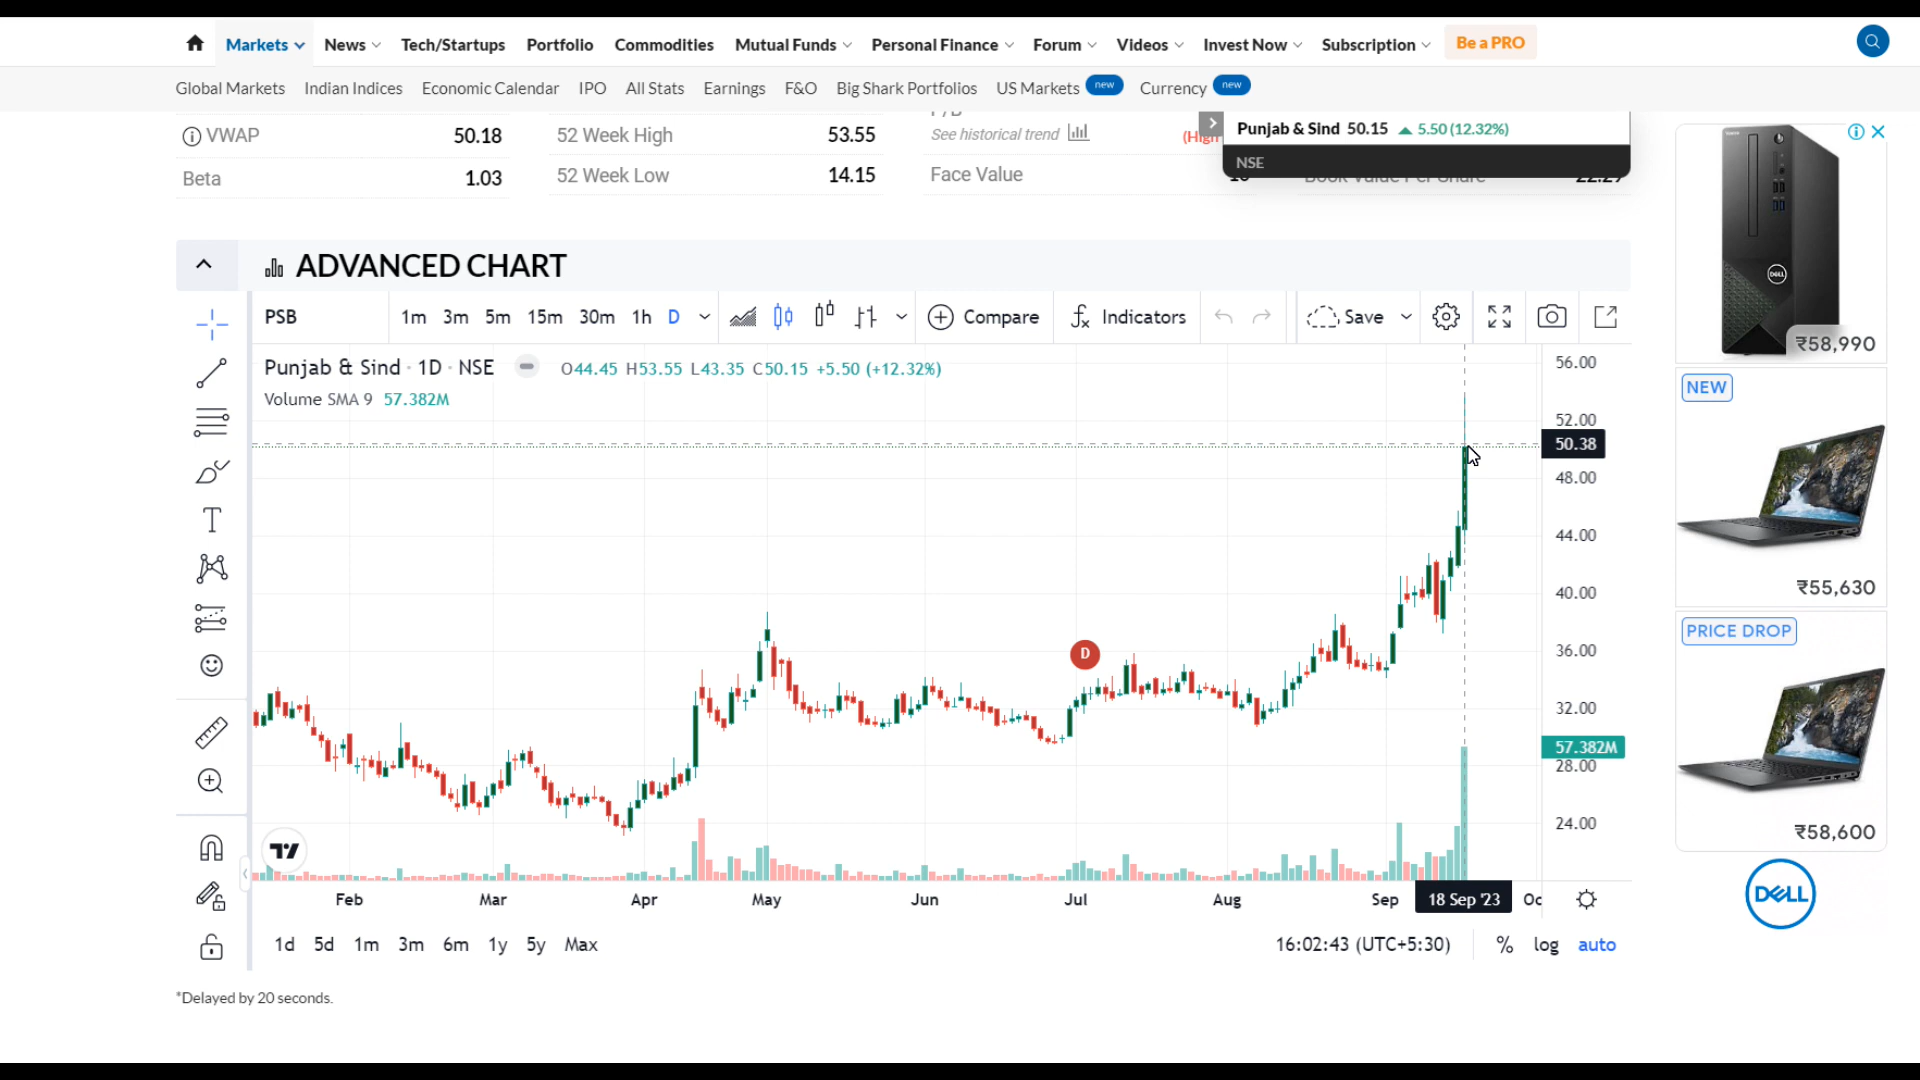 Markets News Tech/Startups Portfolio Commodities Mutual Funds Personal Finance Forum Videos Invest Now Subscription Be a PRO
Global Markets Indian Indices Economic Calendar IPO All Stats Earnings F&O Big Shark Portfolios US Markets new Currency new
VWAP 50.18 52 Week High 53.55 See historical trend
Punjab & Sind 50.15 5.50 (12.32%)
NSE
Beta 1.03 52 Week Low 14.15 Face Value
ADVANCED CHART
PSB 1m 3m 5m 15m 30m 1h D Compare Indicators Save
Punjab & Sind · 1D · NSE O44.45 H53.55 L43.35 C50.15 +5.50 (+12.32%)
Volume SMA 9 57.382M
56.00
52.00
50.38
48.00
44.00
40.00
36.00
32.00
57.382M
28.00
24.00
D
T
Feb Mar Apr May Jun Jul Aug Sep 18 Sep '23 Oc
1d 5d 1m 3m 6m 1y 5y Max 16:02:43 (UTC+5:30) % log auto
*Delayed by 20 seconds.
₹58,990
NEW
₹55,630
PRICE DROP
₹58,600
DELL